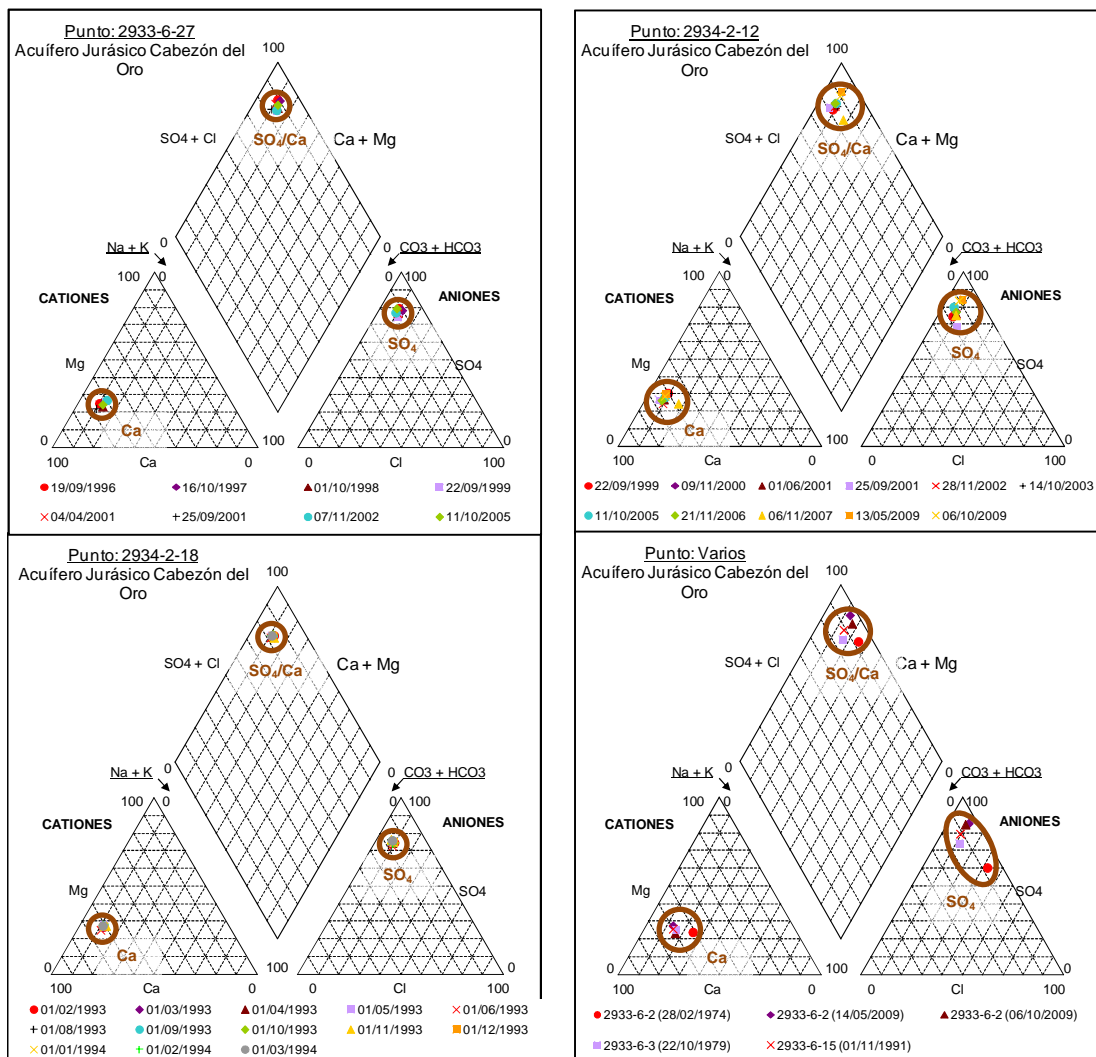 Punto: 2933-6-27
Acuífero Jurásico Cabezón del
Oro
100
SO4 + Cl
SO₄/Ca
Ca + Mg
Na + K
0
0
CO3 + HCO3
100
0
0
100
CATIONES
ANIONES
SO₄
Mg
SO4
Ca
0
100
0
100
Ca
0
0
Cl
100
19/09/1996
16/10/1997
01/10/1998
22/09/1999
04/04/2001
25/09/2001
07/11/2002
11/10/2005
Punto: 2934-2-12
Acuífero Jurásico Cabezón del
Oro
100
SO4 + Cl
SO₄/Ca
Ca + Mg
Na + K
0
0
CO3 + HCO3
100
0
0
100
CATIONES
ANIONES
SO₄
Mg
SO4
Ca
0
100
0
100
Ca
0
0
Cl
100
22/09/1999
09/11/2000
01/06/2001
25/09/2001
28/11/2002
14/10/2003
11/10/2005
21/11/2006
06/11/2007
13/05/2009
06/10/2009
Punto: 2934-2-18
Acuífero Jurásico Cabezón del
Oro
100
SO4 + Cl
SO₄/Ca
Ca + Mg
Na + K
0
0
CO3 + HCO3
100
0
0
100
CATIONES
ANIONES
SO₄
Mg
SO4
Ca
0
100
0
100
Ca
0
0
Cl
100
01/02/1993
01/03/1993
01/04/1993
01/05/1993
01/06/1993
01/08/1993
01/09/1993
01/10/1993
01/11/1993
01/12/1993
01/01/1994
01/02/1994
01/03/1994
Punto: Varios
Acuífero Jurásico Cabezón del
Oro
100
SO4 + Cl
SO₄/Ca
Ca + Mg
Na + K
0
0
CO3 + HCO3
100
0
0
100
CATIONES
ANIONES
Mg
SO4
SO₄
Ca
0
100
0
100
Ca
0
0
Cl
100
2933-6-2 (28/02/1974)
2933-6-2 (14/05/2009)
2933-6-2 (06/10/2009)
2933-6-3 (22/10/1979)
2933-6-15 (01/11/1991)